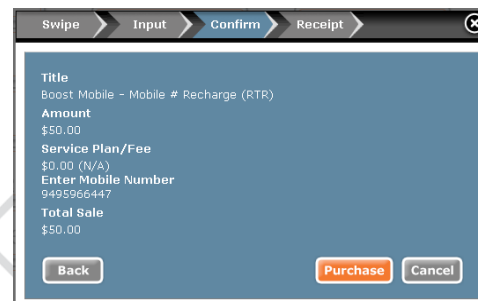 Swipe Input Confirm Receipt
Title
Boost Mobile - Mobile # Recharge (RTR)
Amount
$50.00
Service Plan/Fee
$0.00 (N/A)
Enter Mobile Number
9495966447
Total Sale
$50.00
Back Purchase Cancel